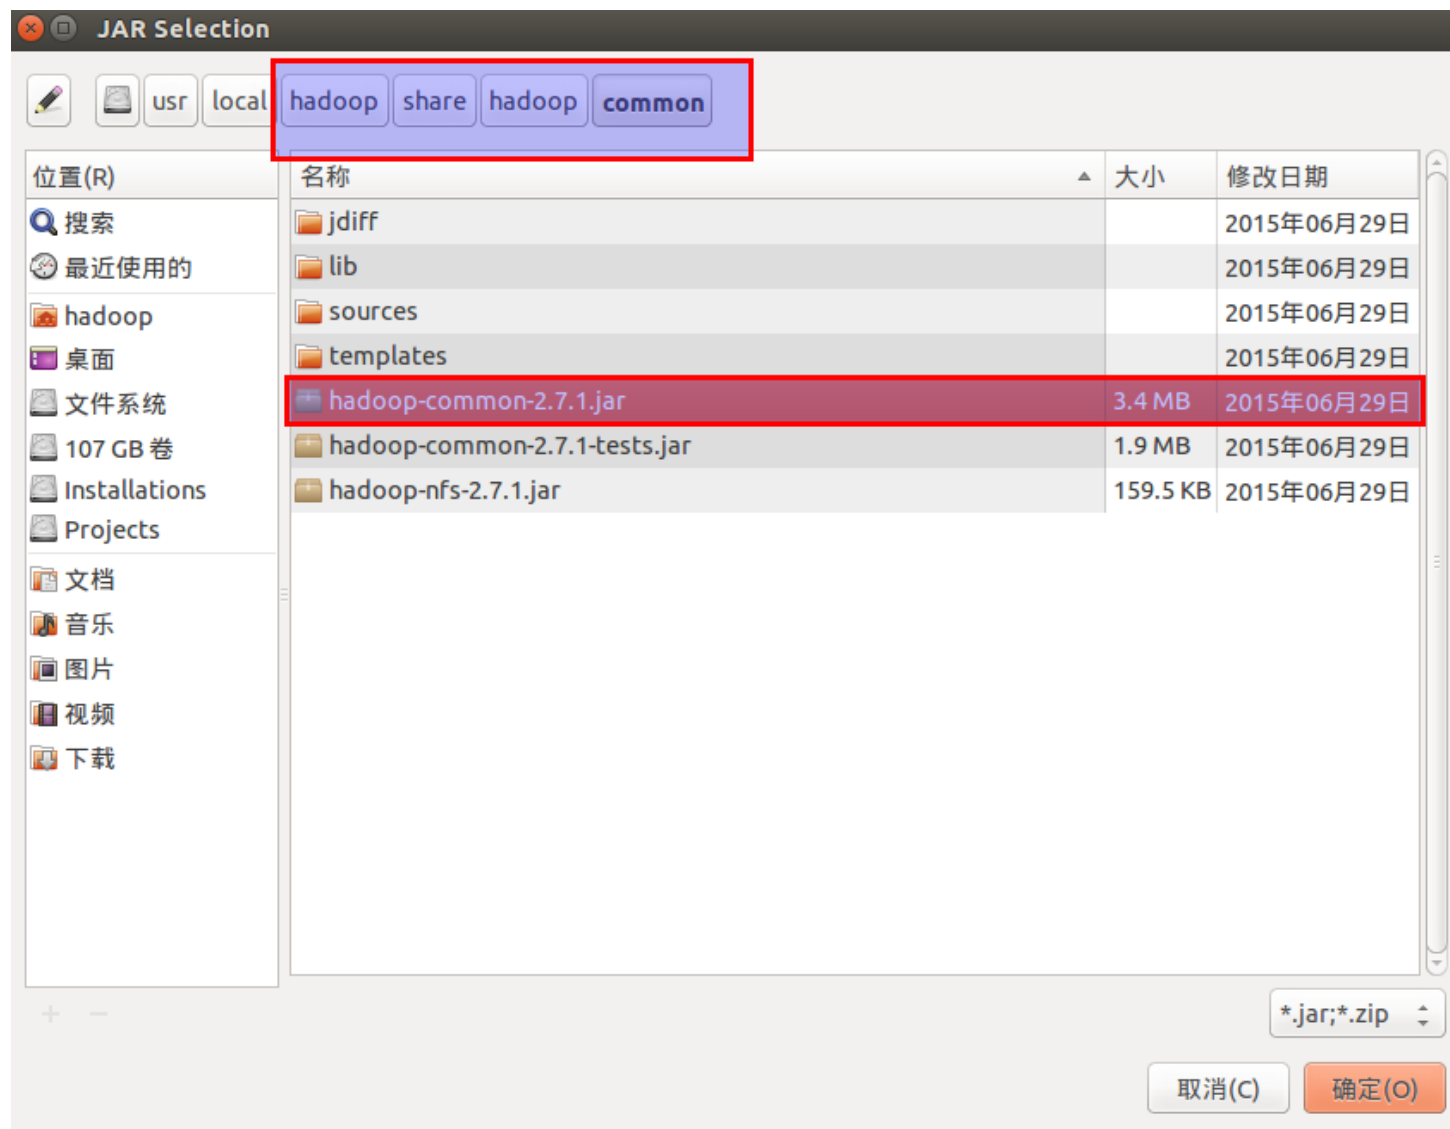 JAR Selection
usr local hadoop share hadoop common
位置(R)
搜索
最近使用的
hadoop
桌面
文件系统
107 GB 卷
Installations
Projects
文档
音乐
图片
视频
下载
名称 大小 修改日期
jdiff 2015年06月29日
lib 2015年06月29日
sources 2015年06月29日
templates 2015年06月29日
hadoop-common-2.7.1.jar 3.4 MB 2015年06月29日
hadoop-common-2.7.1-tests.jar 1.9 MB 2015年06月29日
hadoop-nfs-2.7.1.jar 159.5 KB 2015年06月29日
*.jar;*.zip
取消(C) 确定(O)